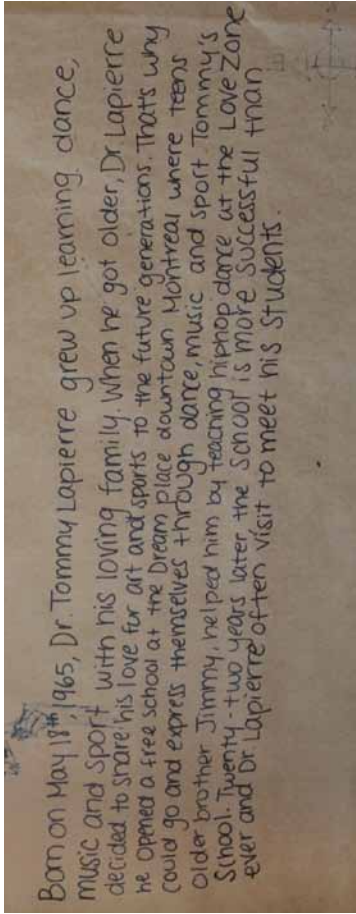 Born on May 18th, 1965, Dr. Tommy Lapierre grew up learning dance,
music and sport with his loving family. When he got older, Dr. Lapierre
decided to share his love for art and sports to the future generations. That's why
he opened a free school at the Dream place downtown Montreal where teens
could go and express themselves through dance, music and sport. Tommy's
older brother Jimmy, helped him by teaching hiphop dance at the Love Zone
School. Twenty-two years later, the school is more successful than
ever and Dr. Lapierre often visit to meet his students.